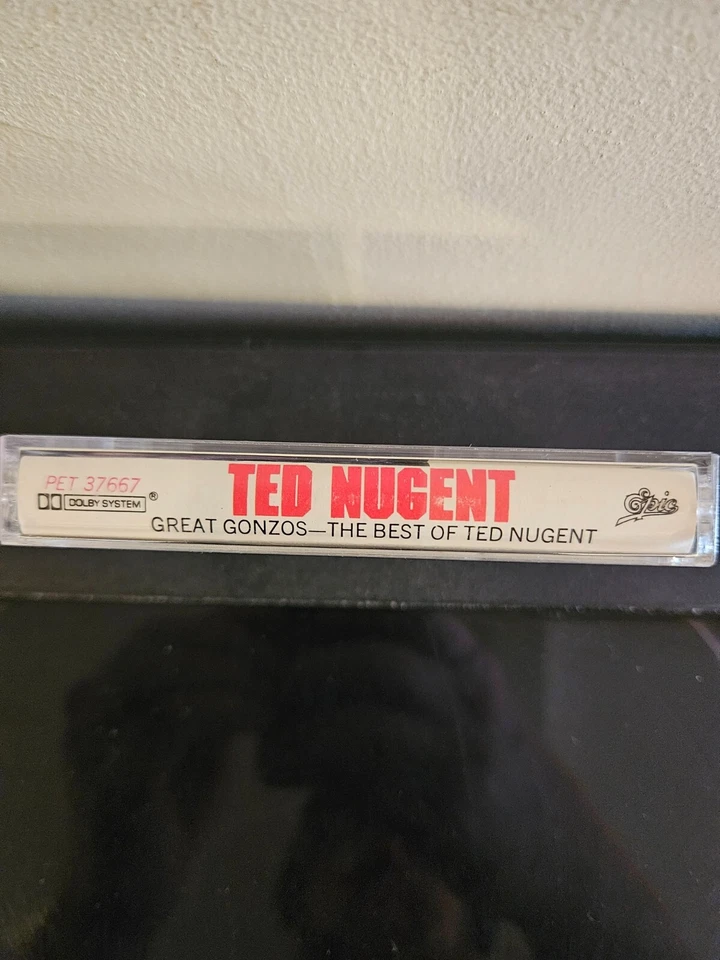 PET 37667
DOLBY SYSTEM ®
TED NUGENT
GREAT GONZOS—THE BEST OF TED NUGENT
Epic